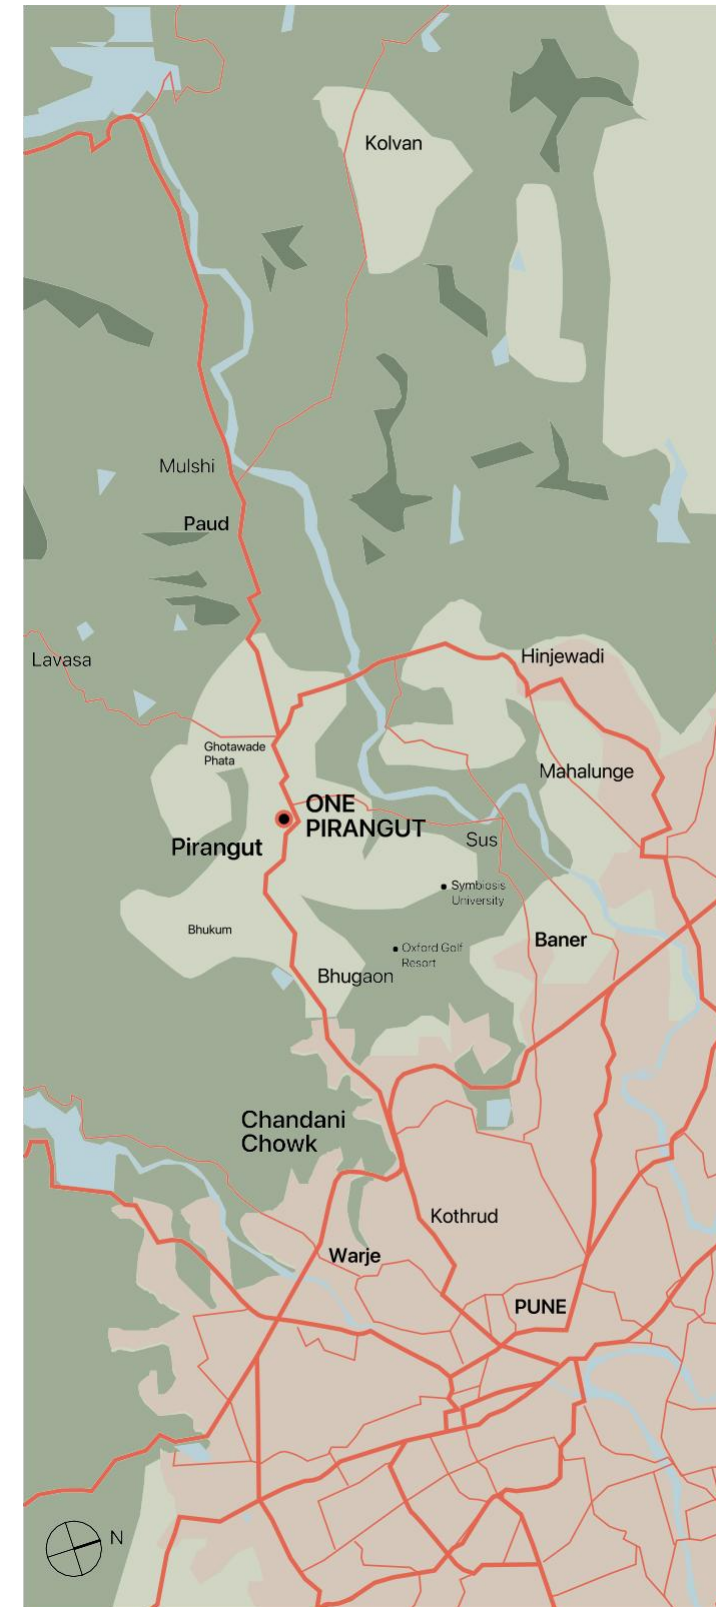 Kolvan
Mulshi
Paud
Hinjewadi
Lavasa
Ghotawade
Phata
Mahalunge
ONE
PIRANGUT
Pirangut
Sus
Symbiosis
University
Bhukum
Baner
Oxford Golf
Resort
Bhugaon
Chandani
Chowk
Kothrud
Warje
PUNE
N